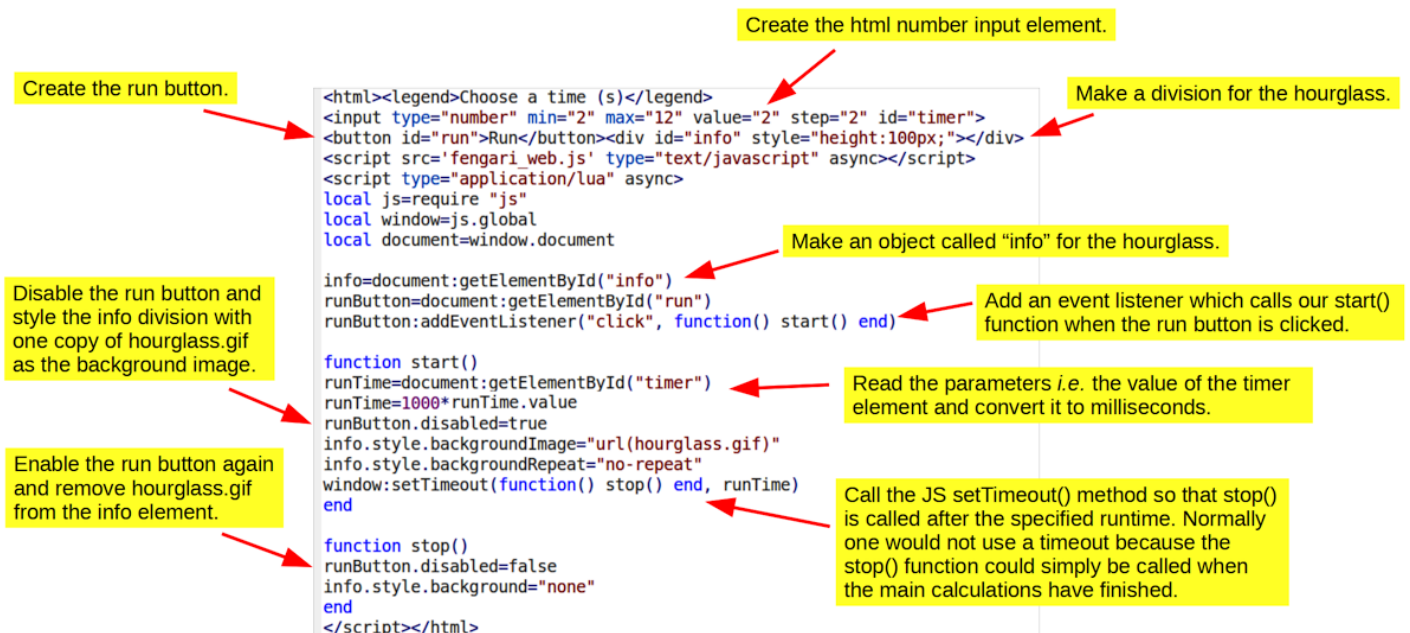 Create the html number input element.
Create the run button.
Make a division for the hourglass.
<html><legend>Choose a time (s)</legend>
<input type="number" min="2" max="12" value="2" step="2" id="timer">
<button id="run">Run</button><div id="info" style="height:100px;"></div>
<script src='fengari_web.js' type="text/javascript" async></script>
<script type="application/lua" async>
local js=require "js"
local window=js.global
local document=window.document
Make an object called “info” for the hourglass.
info=document:getElementById("info")
runButton=document:getElementById("run")
runButton:addEventListener("click", function() start() end)
Add an event listener which calls our start()
function when the run button is clicked.
Disable the run button and
style the info division with
one copy of hourglass.gif
as the background image.
function start()
runTime=document:getElementById("timer")
runTime=1000*runTime.value
runButton.disabled=true
info.style.backgroundImage="url(hourglass.gif)"
info.style.backgroundRepeat="no-repeat"
window:setTimeout(function() stop() end, runTime)
end
Read the parameters i.e. the value of the timer
element and convert it to milliseconds.
Enable the run button again
and remove hourglass.gif
from the info element.
Call the JS setTimeout() method so that stop()
is called after the specified runtime. Normally
one would not use a timeout because the
stop() function could simply be called when
the main calculations have finished.
function stop()
runButton.disabled=false
info.style.background="none"
end
</script></html>